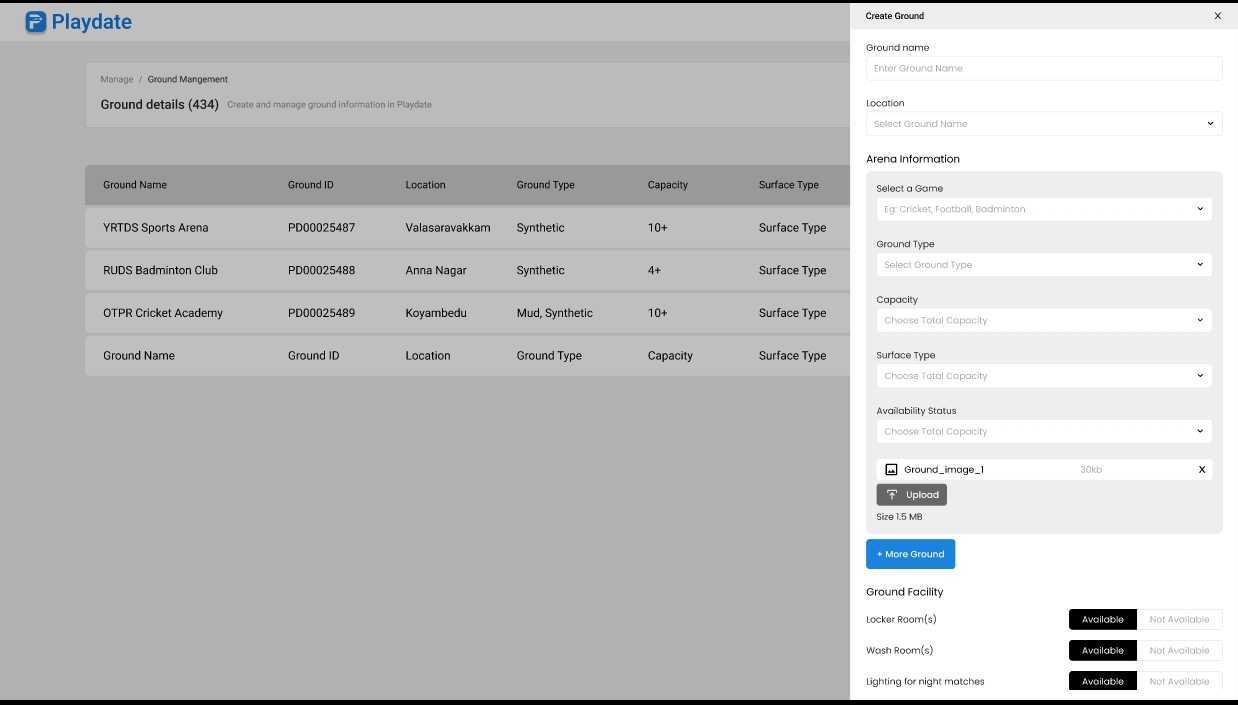 Playdate
Manage / Ground Mangement
Ground details (434) Create and manage ground information in Playdate
Ground Name Ground ID Location Ground Type Capacity Surface Type
YRTDS Sports Arena PD00025487 Valasaravakkam Synthetic 10+ Surface Type
RUDS Badminton Club PD00025488 Anna Nagar Synthetic 4+ Surface Type
OTPR Cricket Academy PD00025489 Koyambedu Mud, Synthetic 10+ Surface Type
Ground Name Ground ID Location Ground Type Capacity Surface Type
Create Ground X
Ground name
Enter Ground Name
Location
Select Ground Name
Arena Information
Select a Game
Eg: Cricket, Football, Badminton
Ground Type
Select Ground Type
Capacity
Choose Total Capacity
Surface Type
Choose Total Capacity
Availability Status
Choose Total Capacity
Ground_image_1 30kb X
Upload
Size 1.5 MB
+ More Ground
Ground Facility
Locker Room(s) Available Not Available
Wash Room(s) Available Not Available
Lighting for night matches Available Not Available